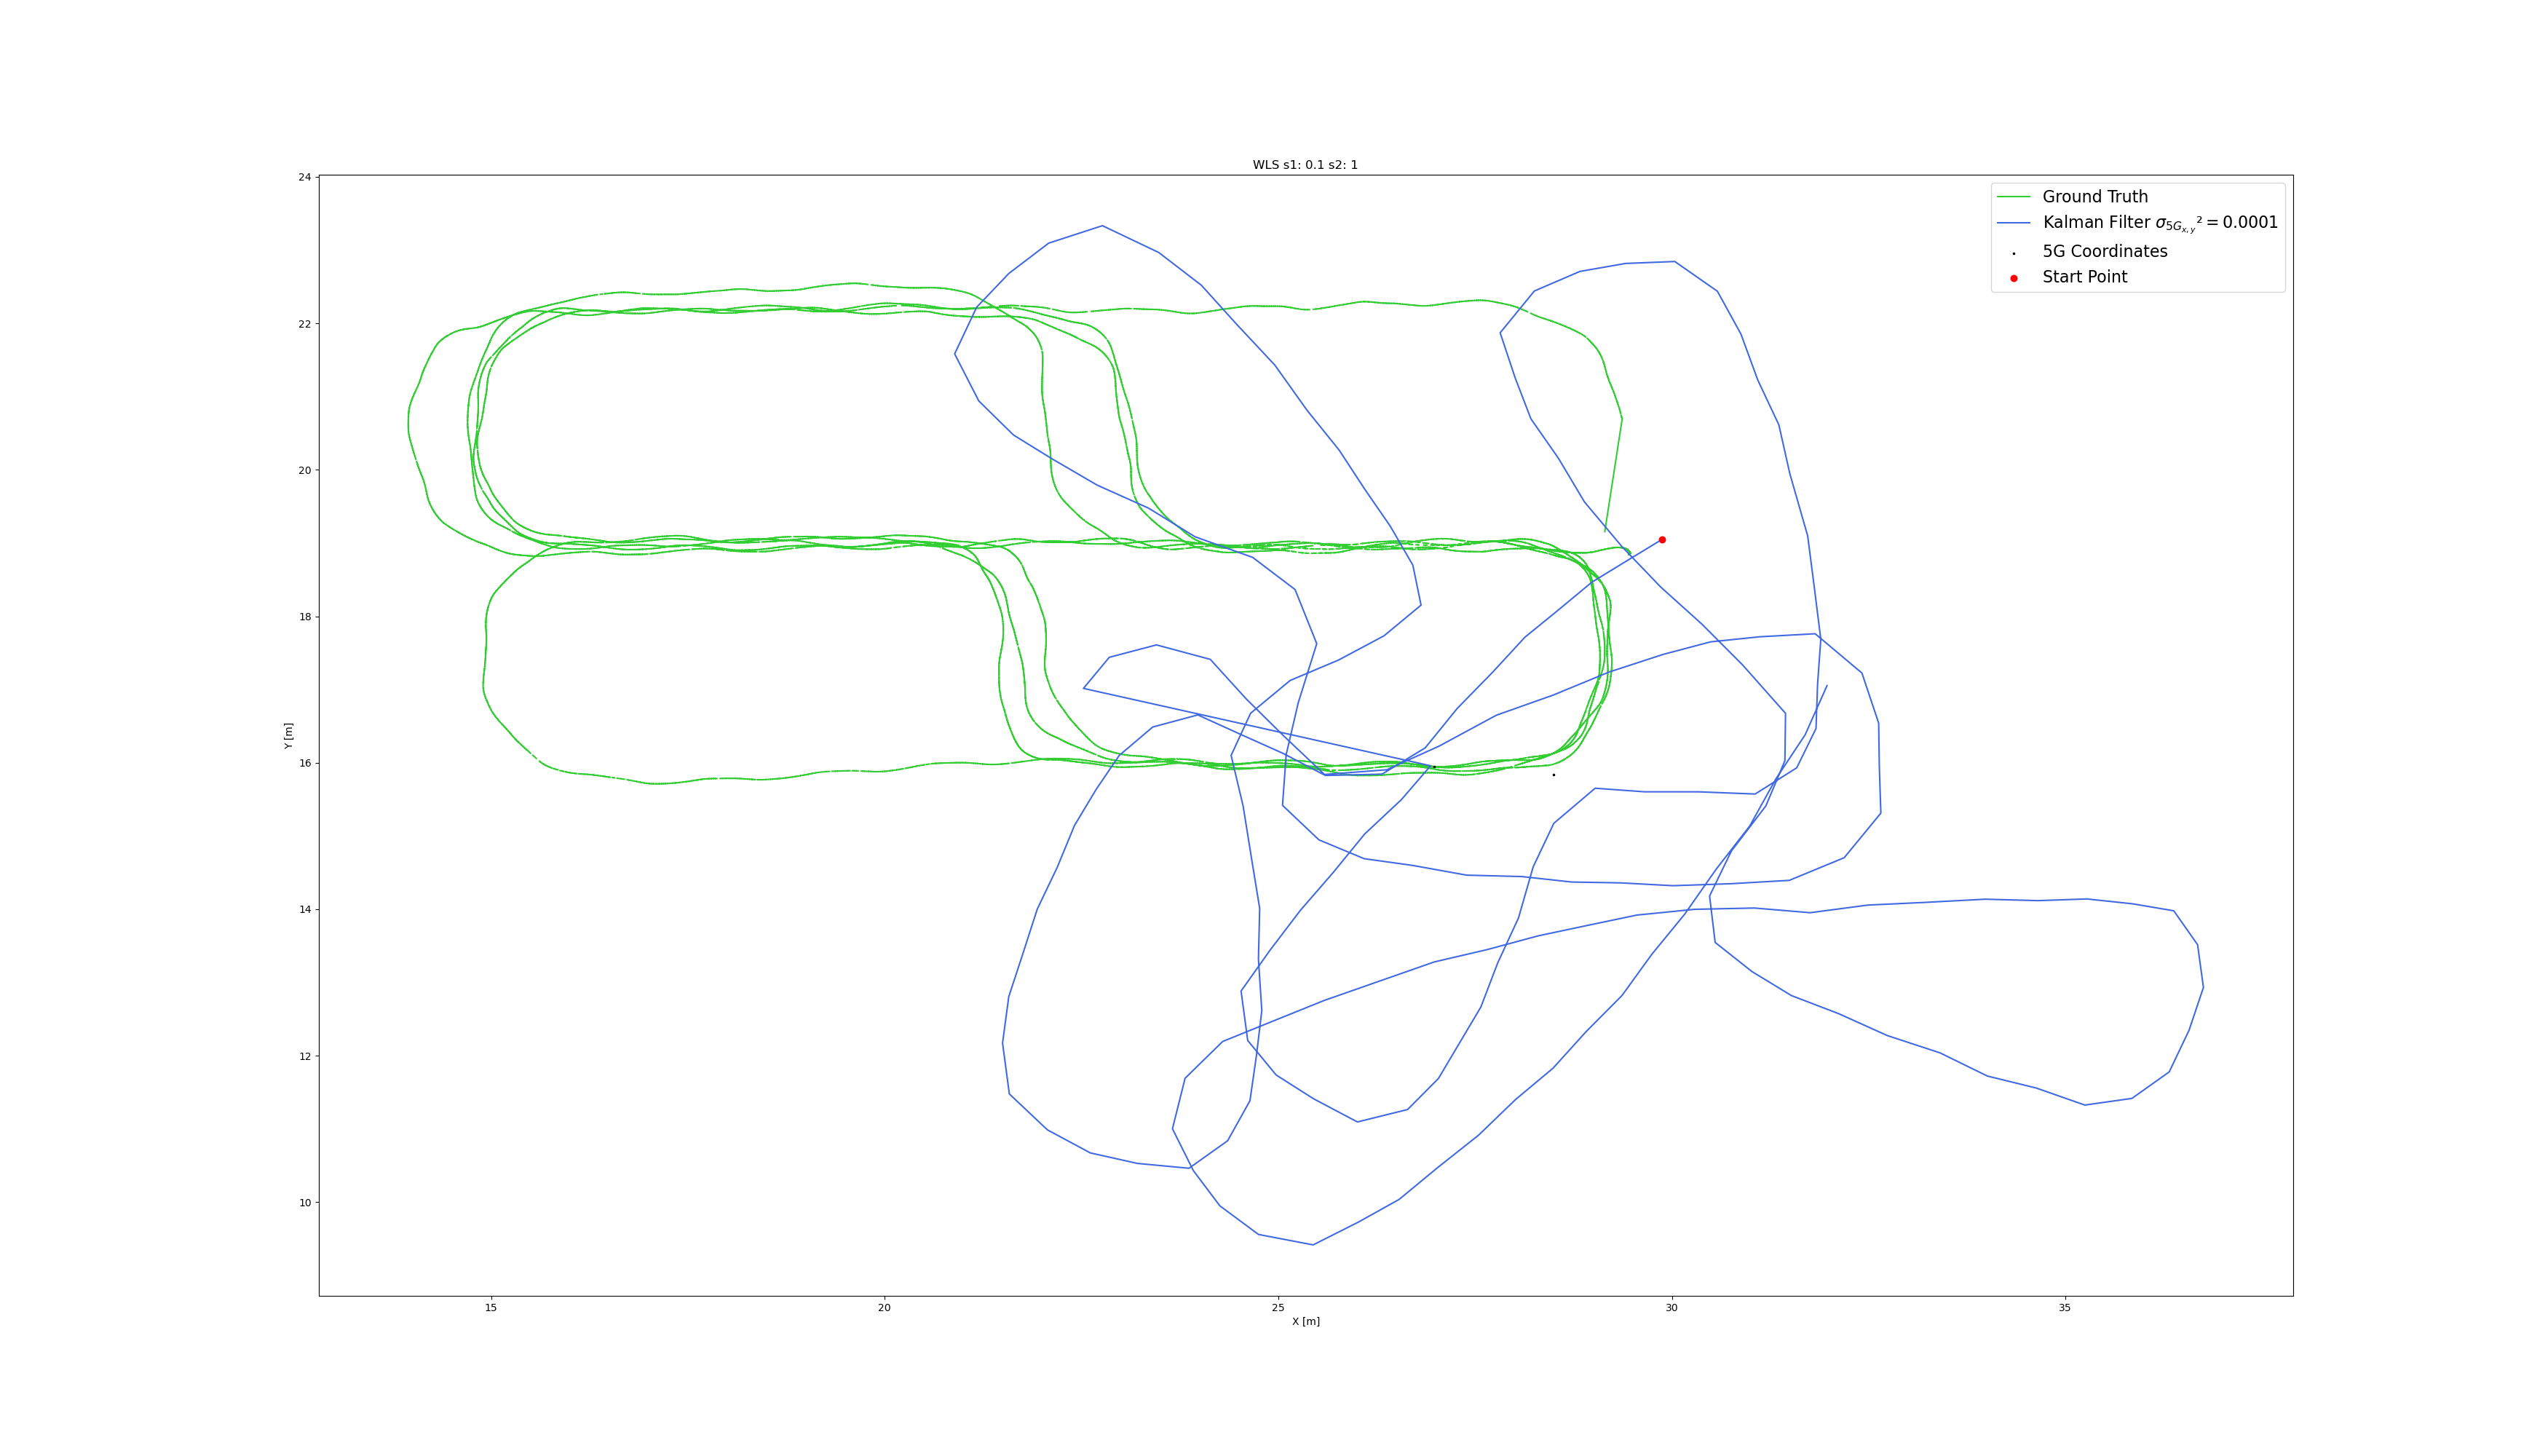 WLS s1: 0.1 s2: 1
Ground Truth
Kalman Filter σ5Gx,y² = 0.0001
5G Coordinates
Start Point
24
22
20
18
16
14
12
10
Y [m]
15 20 25 30 35
X [m]